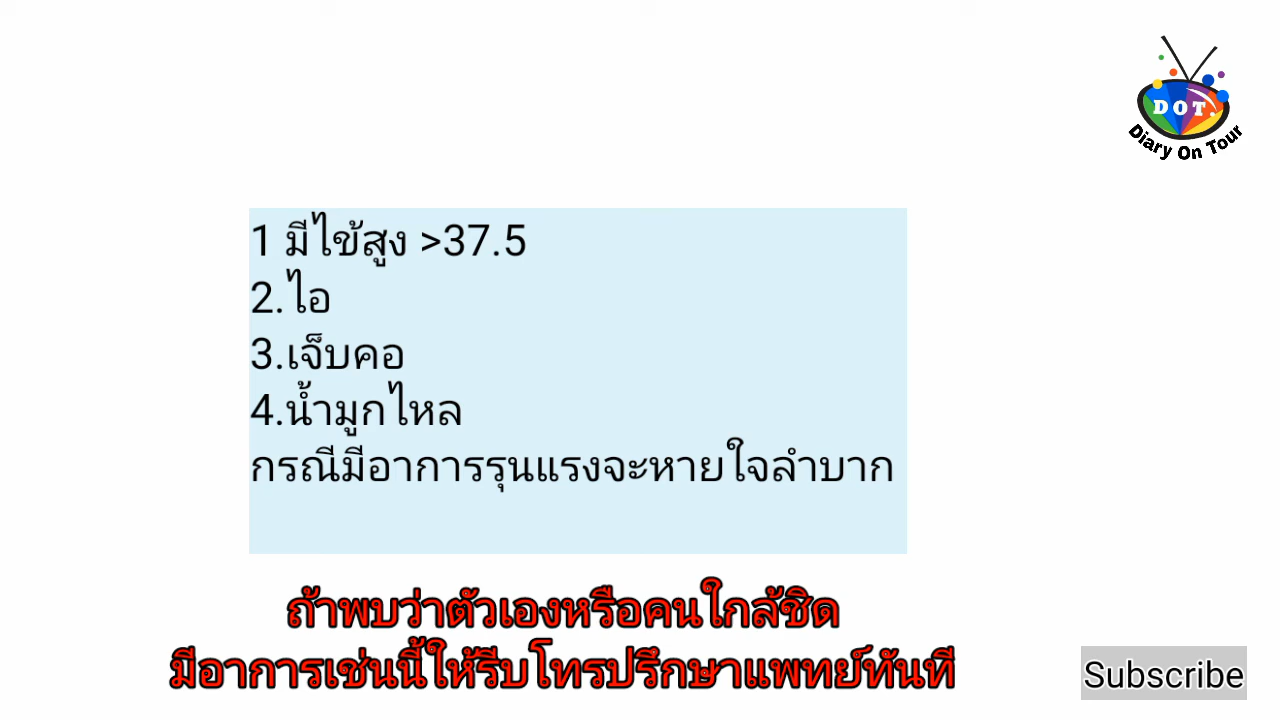 DOT.
Diary On Tour
1 มีไข้สูง >37.5
2.ไอ
3.เจ็บคอ
4.น้ำมูกไหล
กรณีมีอาการรุนแรงจะหายใจลำบาก
ถ้าพบว่าตัวเองหรือคนใกล้ชิด
มีอาการเช่นนี้ให้รีบโทรปรึกษาแพทย์ทันที
Subscribe